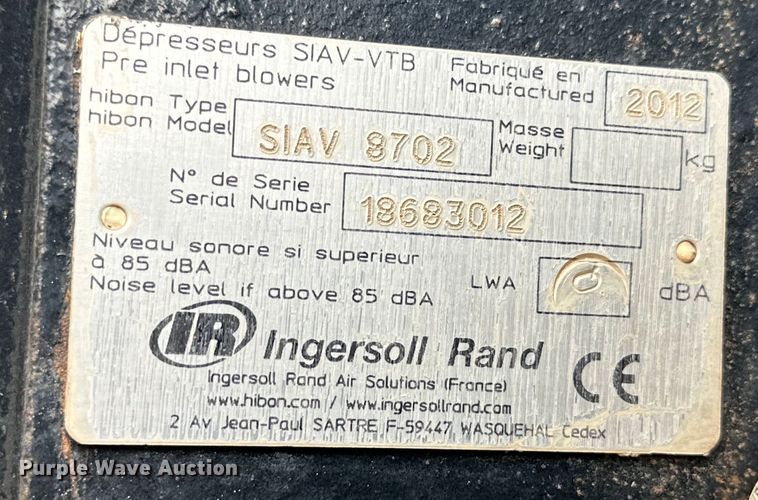 Dépresseurs SIAV-VTB
Pre inlet blowers
Fabriqué en
Manufactured
2012
hibon Type
hibon Model
SIAV 8702
Masse
Weight
kg
N° de Serie
Serial Number
18683012
Niveau sonore si superieur
à 85 dBA
Noise level if above 85 dBA
LWA
dBA
IR Ingersoll Rand
CE
Ingersoll Rand Air Solutions (France)
www.hibon.com / www.ingersollrand.com
2 Av Jean-Paul SARTRE F-59447 WASQUEHAL Cedex
Purple Wave Auction